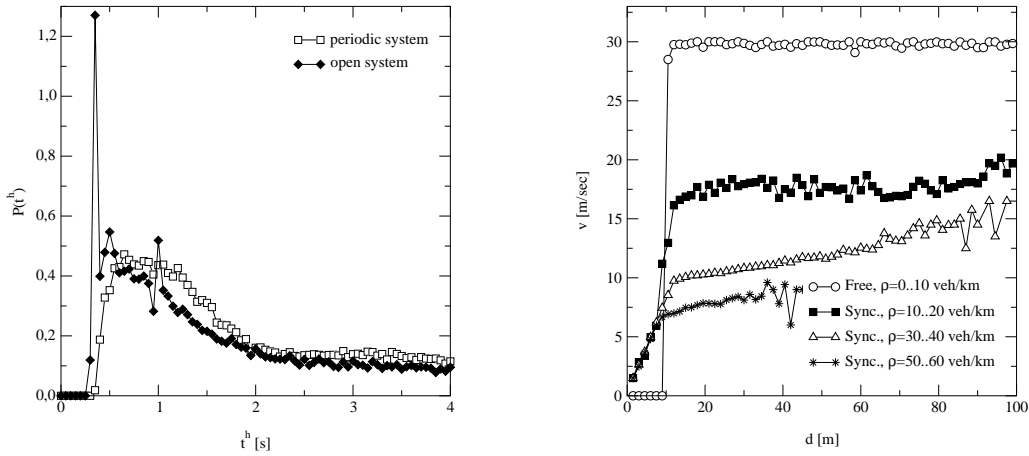 periodic system
open system
1,2
1,0
0,8
0,6
0,4
0,2
0,0
P(t^h)
0 1 2 3 4
t^h [s]
30
25
20
15
10
5
0
v [m/sec]
Free, ρ=0..10 veh/km
Sync., ρ=10..20 veh/km
Sync., ρ=30..40 veh/km
Sync., ρ=50..60 veh/km
0 20 40 60 80 100
d [m]